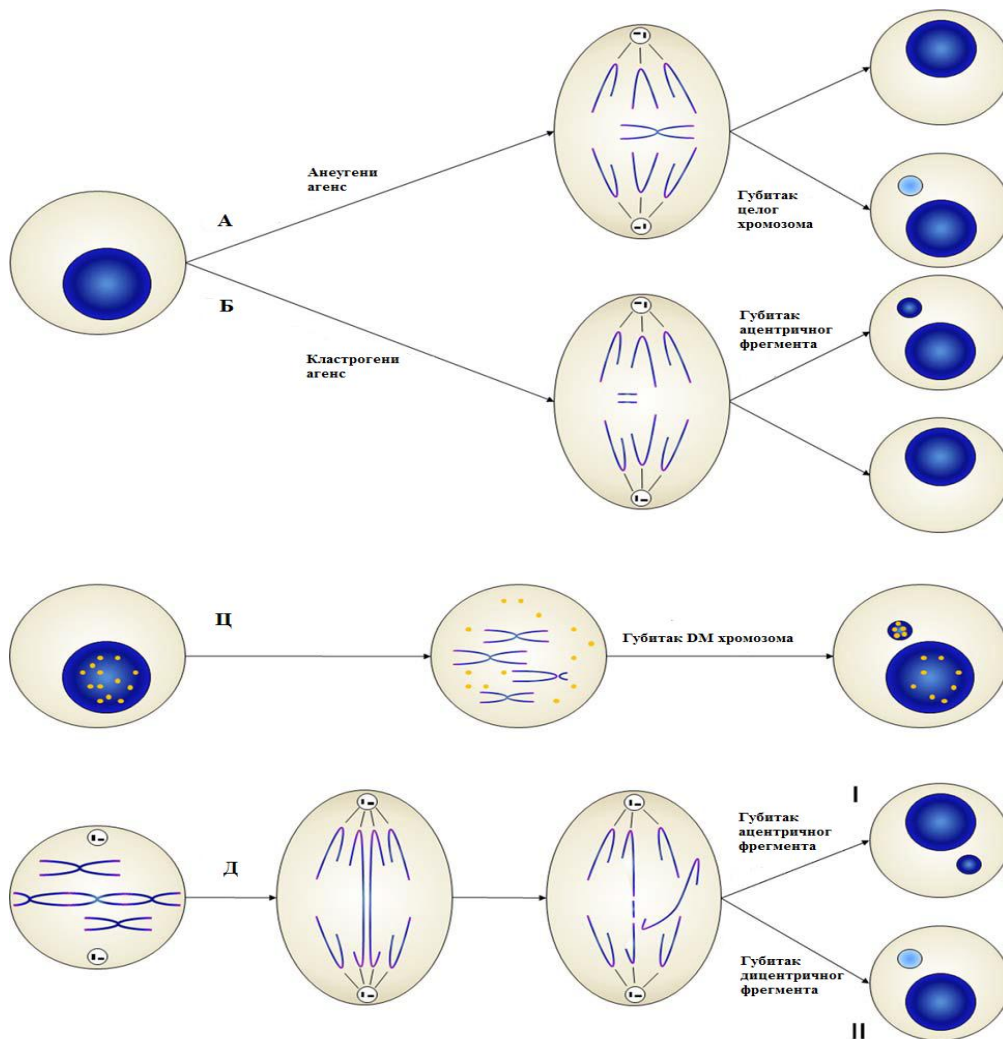 Анеугени
агенс
А
Губитак
целог
хромозома
Б
Кластрогени
агенс
Губитак
ацентричног
фрегмента
Ц
Губитак DM хромозома
Д
I
Губитак
ацентричног
фрегмента
Губитак
дицентричног
фрегмента
II